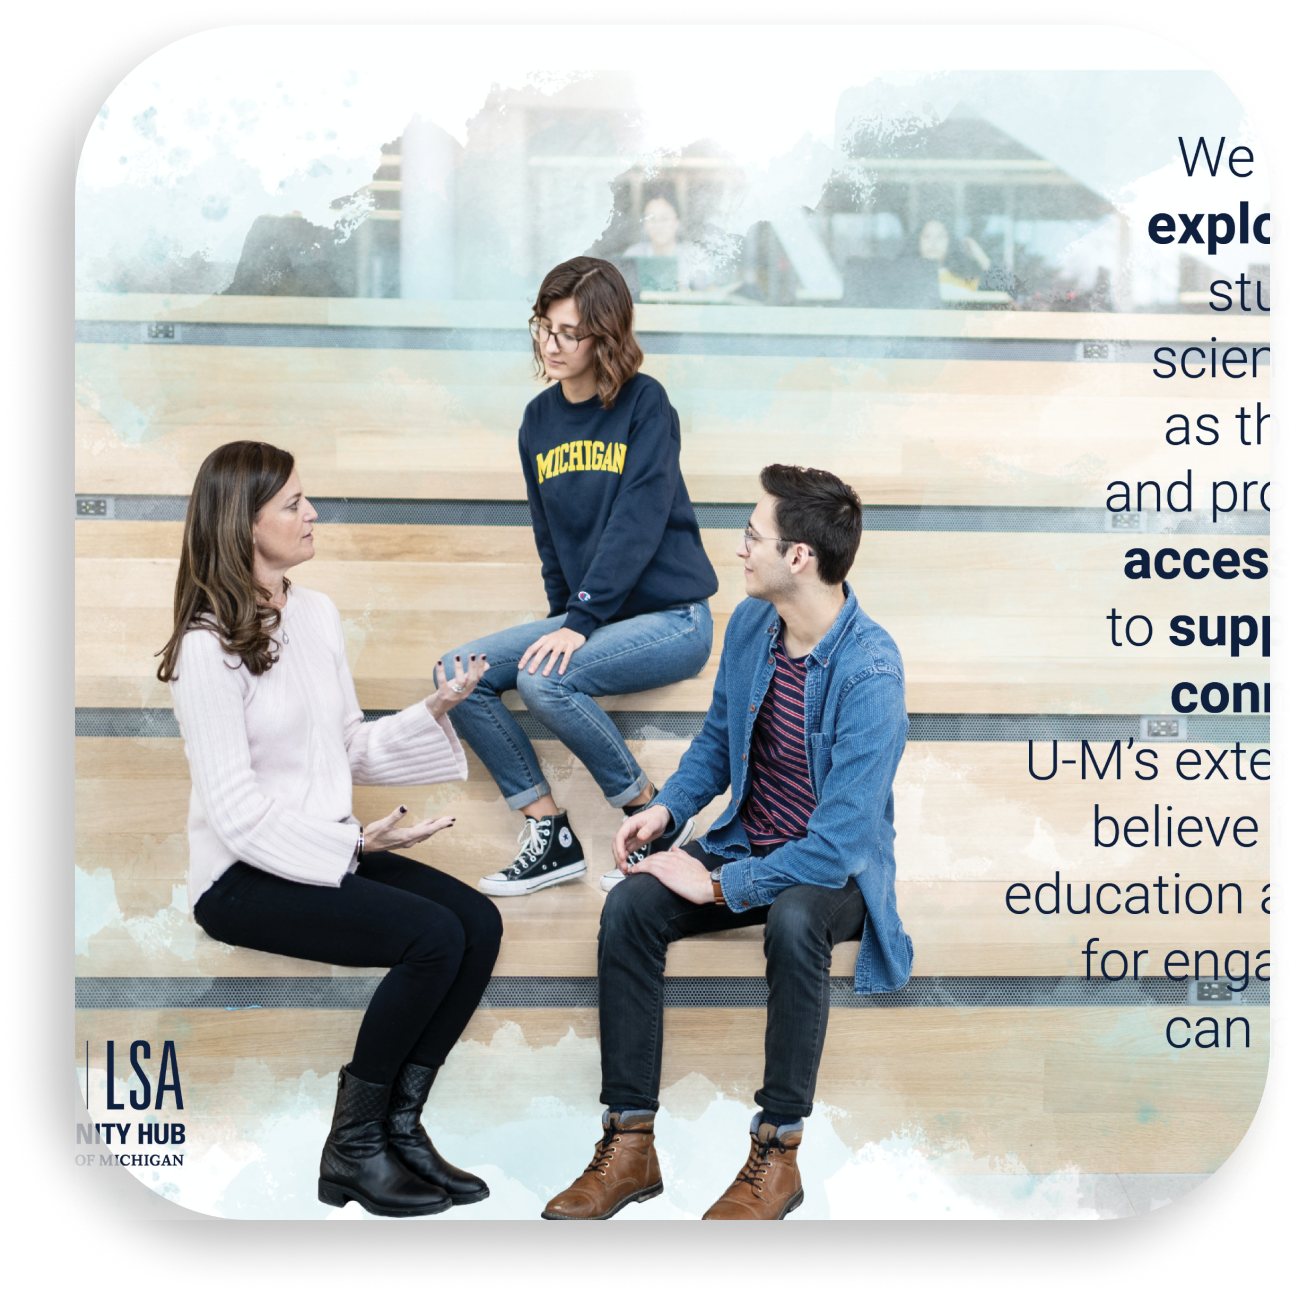 We
explo
stu
scien
as th
and pro
acces
to supp
conn
U-M’s exte
believe
education a
for enga
can
MICHIGAN
LSA
NITY HUB
OF MICHIGAN